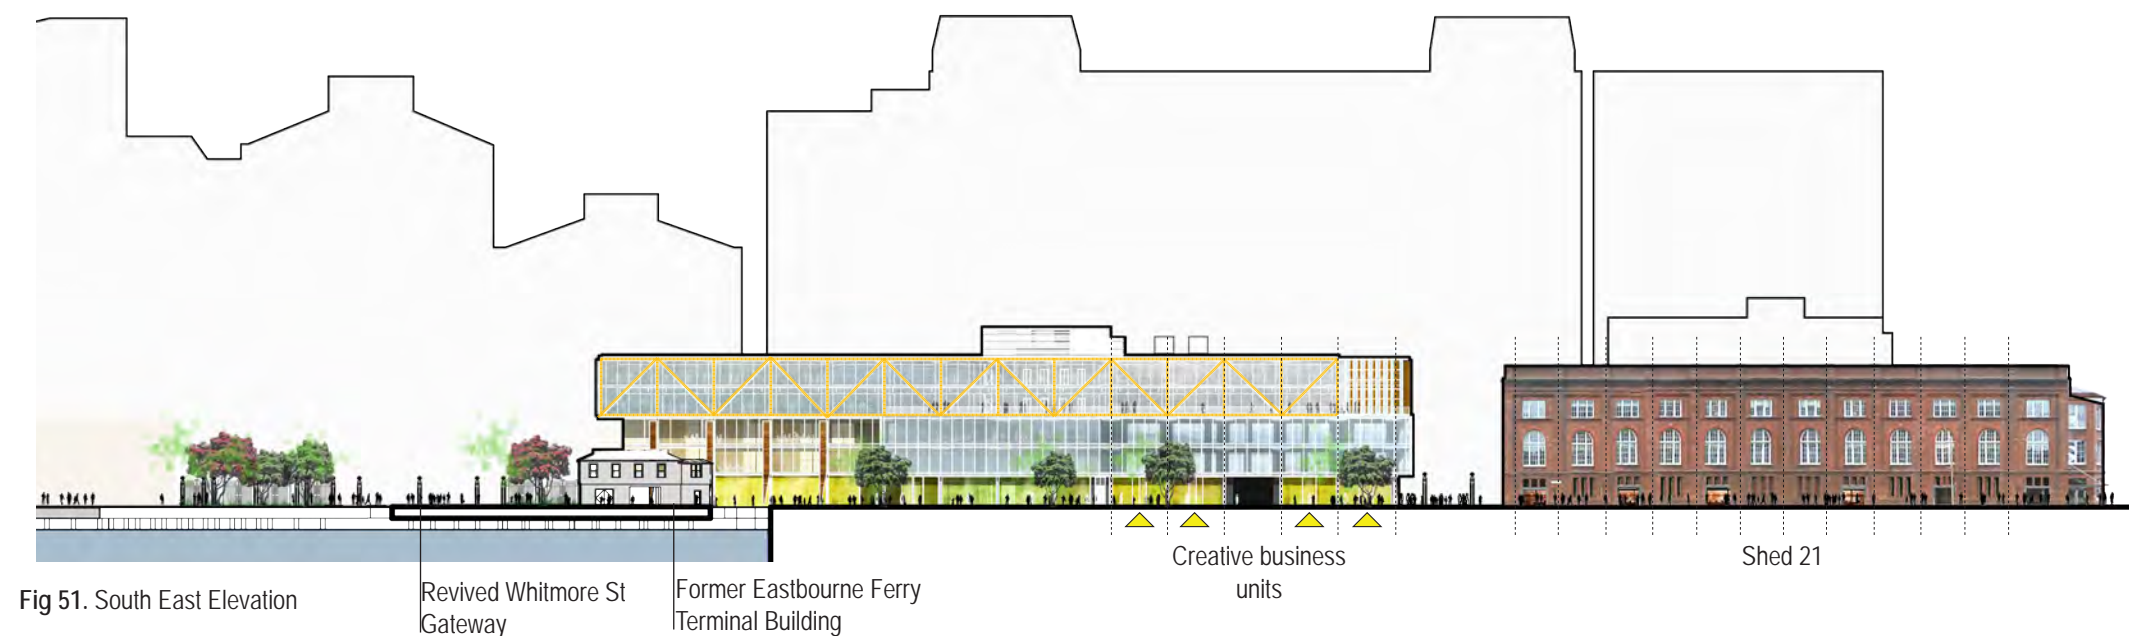 Creative business
units
Shed 21
Fig 51. South East Elevation
Revived Whitmore St
Gateway
Former Eastbourne Ferry
Terminal Building